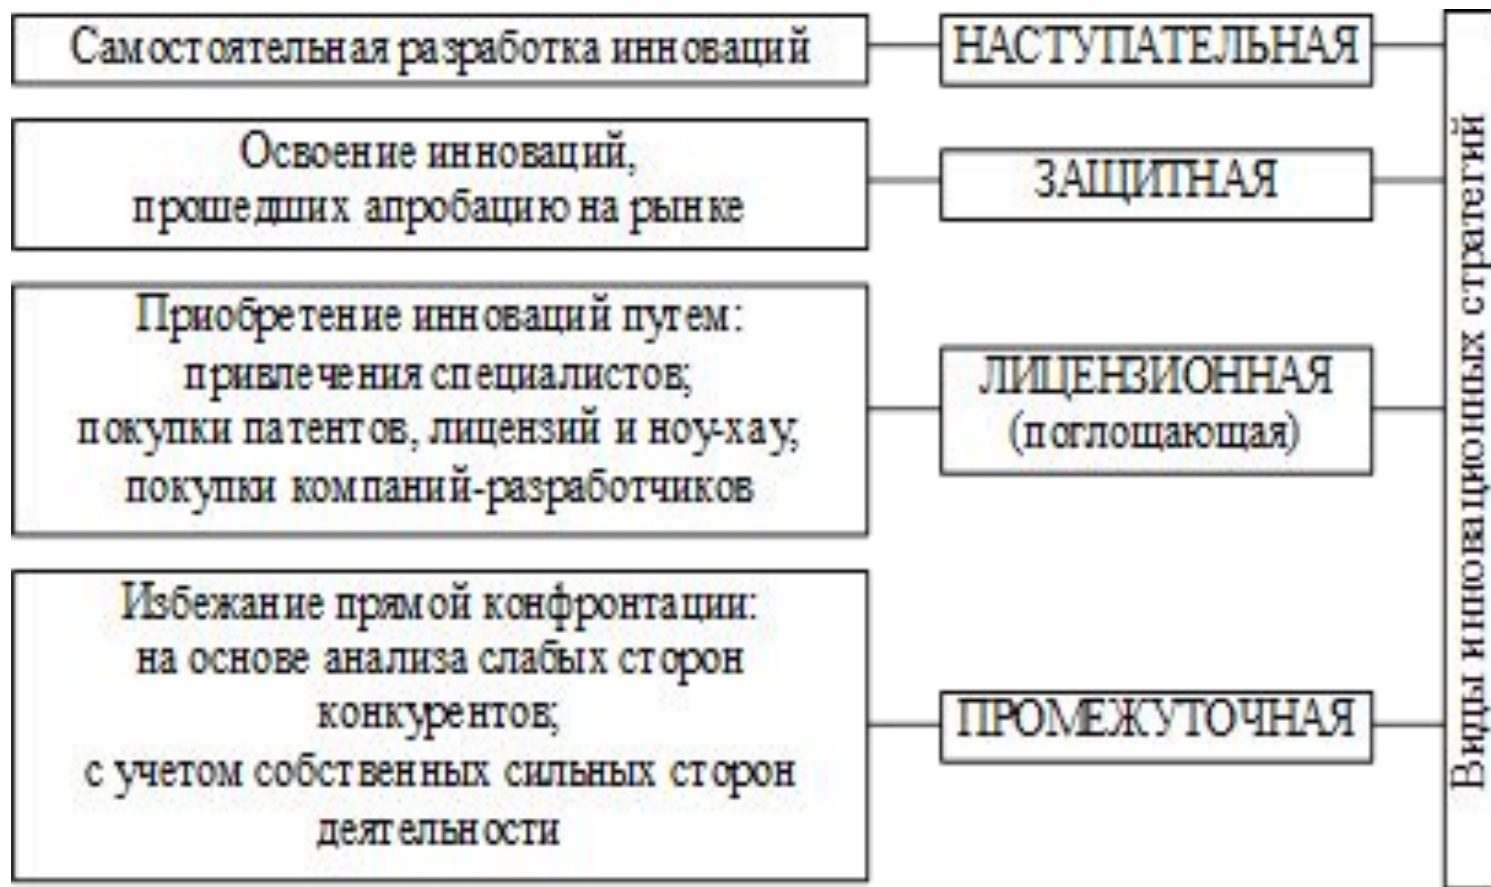 Самостоятельная разработка инноваций
НАСТУПАТЕЛЬНАЯ
Освоение инноваций,
прошедших апробацию на рынке
ЗАЩИТНАЯ
Приобретение инноваций путем:
привлечения специалистов;
покупки патентов, лицензий и ноу-хау;
покупки компаний-разработчиков
ЛИЦЕНЗИОННАЯ
(поглощающая)
Избежание прямой конфронтации:
на основе анализа слабых сторон
конкурентов;
с учетом собственных сильных сторон
деятельности
ПРОМЕЖУТОЧНАЯ
Виды инновационных стратегий